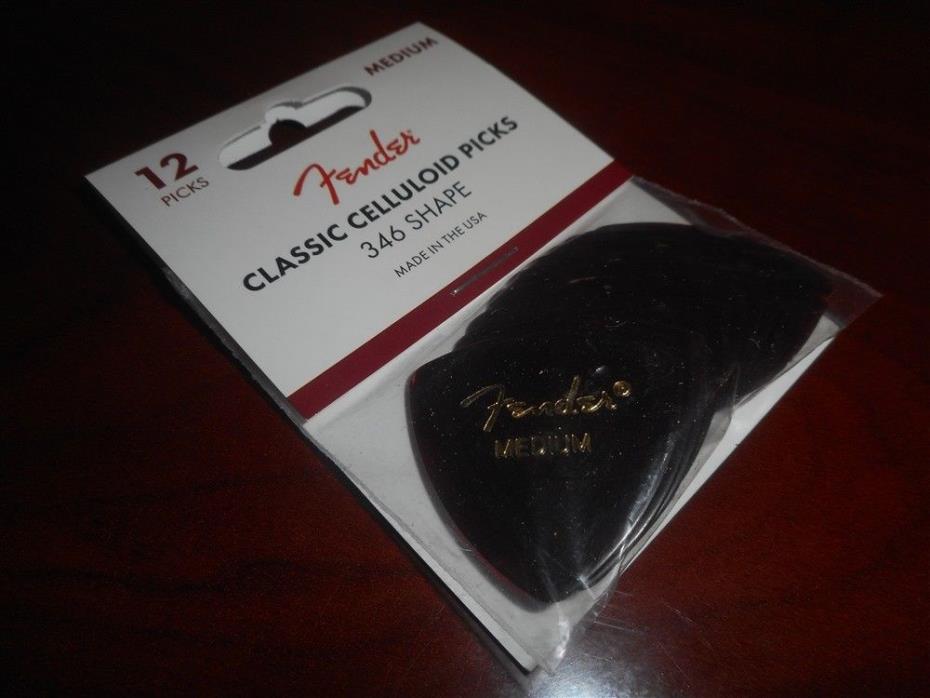 MEDIUM
12
PICKS
Fender
CLASSIC CELLULOID PICKS
346 SHAPE
MADE IN THE USA
Fender®
MEDIUM